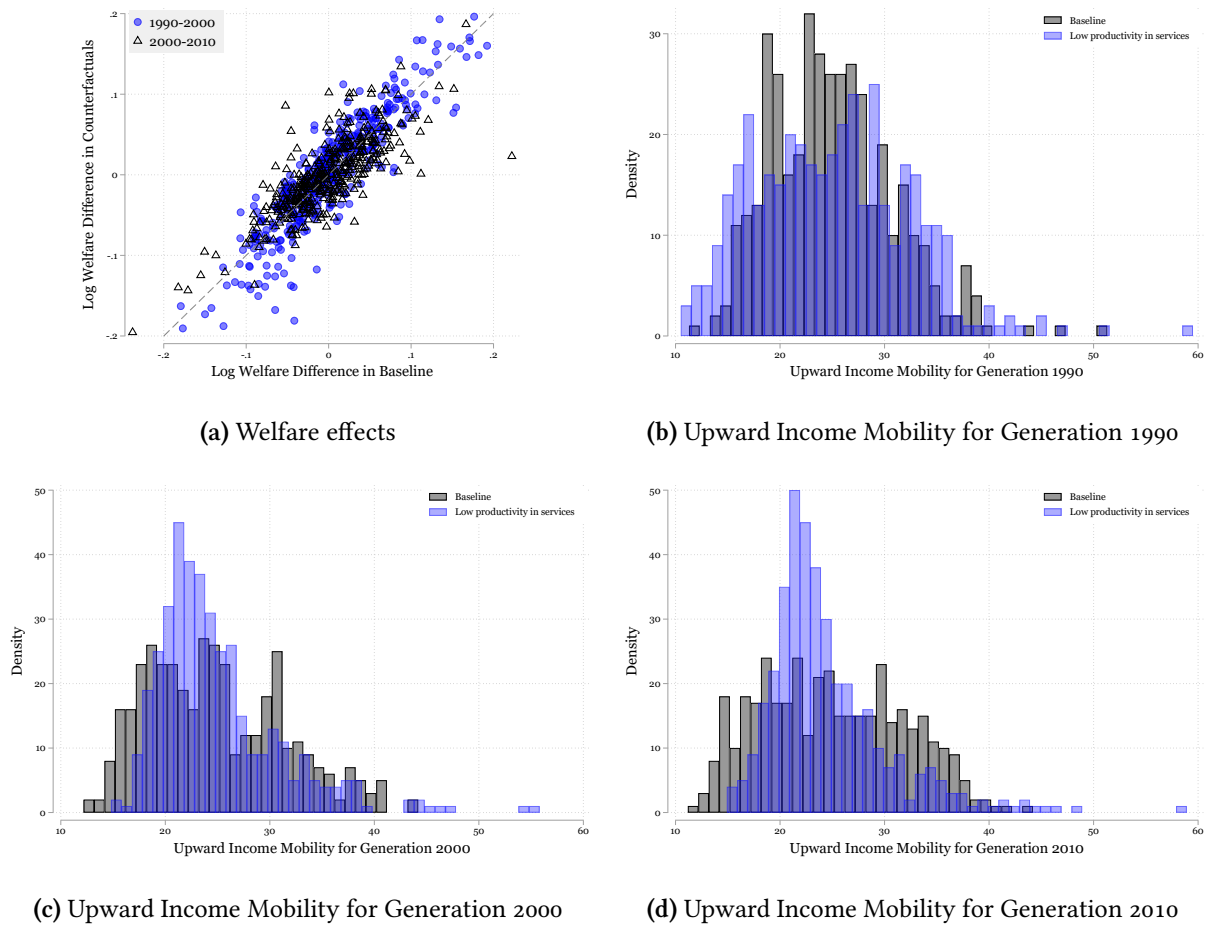 .2
.1
0
-.1
-.2
Log Welfare Difference in Counterfactuals
1990-2000
2000-2010
-.2
-.1
0
.1
.2
Log Welfare Difference in Baseline
(a) Welfare effects
30
20
10
0
Density
Baseline
Low productivity in services
10
20
30
40
50
60
Upward Income Mobility for Generation 1990
(b) Upward Income Mobility for Generation 1990
50
40
30
20
10
0
Density
Baseline
Low productivity in services
10
20
30
40
50
60
Upward Income Mobility for Generation 2000
(c) Upward Income Mobility for Generation 2000
50
40
30
20
10
0
Density
Baseline
Low productivity in services
10
20
30
40
50
60
Upward Income Mobility for Generation 2010
(d) Upward Income Mobility for Generation 2010